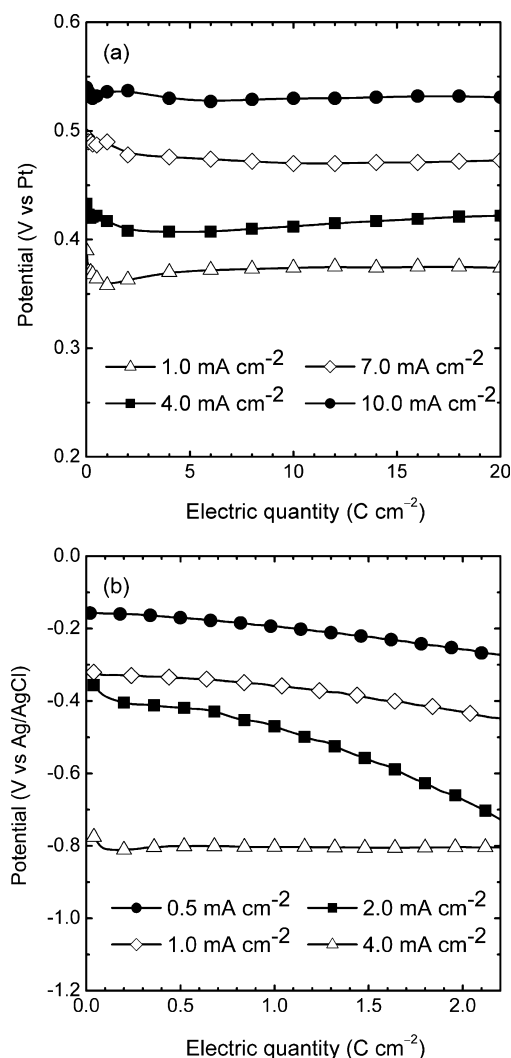 0.6
(a)
0.5
0.4
0.3
0.2
Potential (V vs Pt)
1.0 mA cm-2
7.0 mA cm-2
4.0 mA cm-2
10.0 mA cm-2
0 5 10 15 20
Electric quantity (C cm−2)
0.0
(b)
-0.2
-0.4
-0.6
-0.8
-1.0
-1.2
Potential (V vs Ag/AgCl)
0.5 mA cm-2
2.0 mA cm-2
1.0 mA cm-2
4.0 mA cm-2
0.0 0.5 1.0 1.5 2.0
Electric quantity (C cm−2)